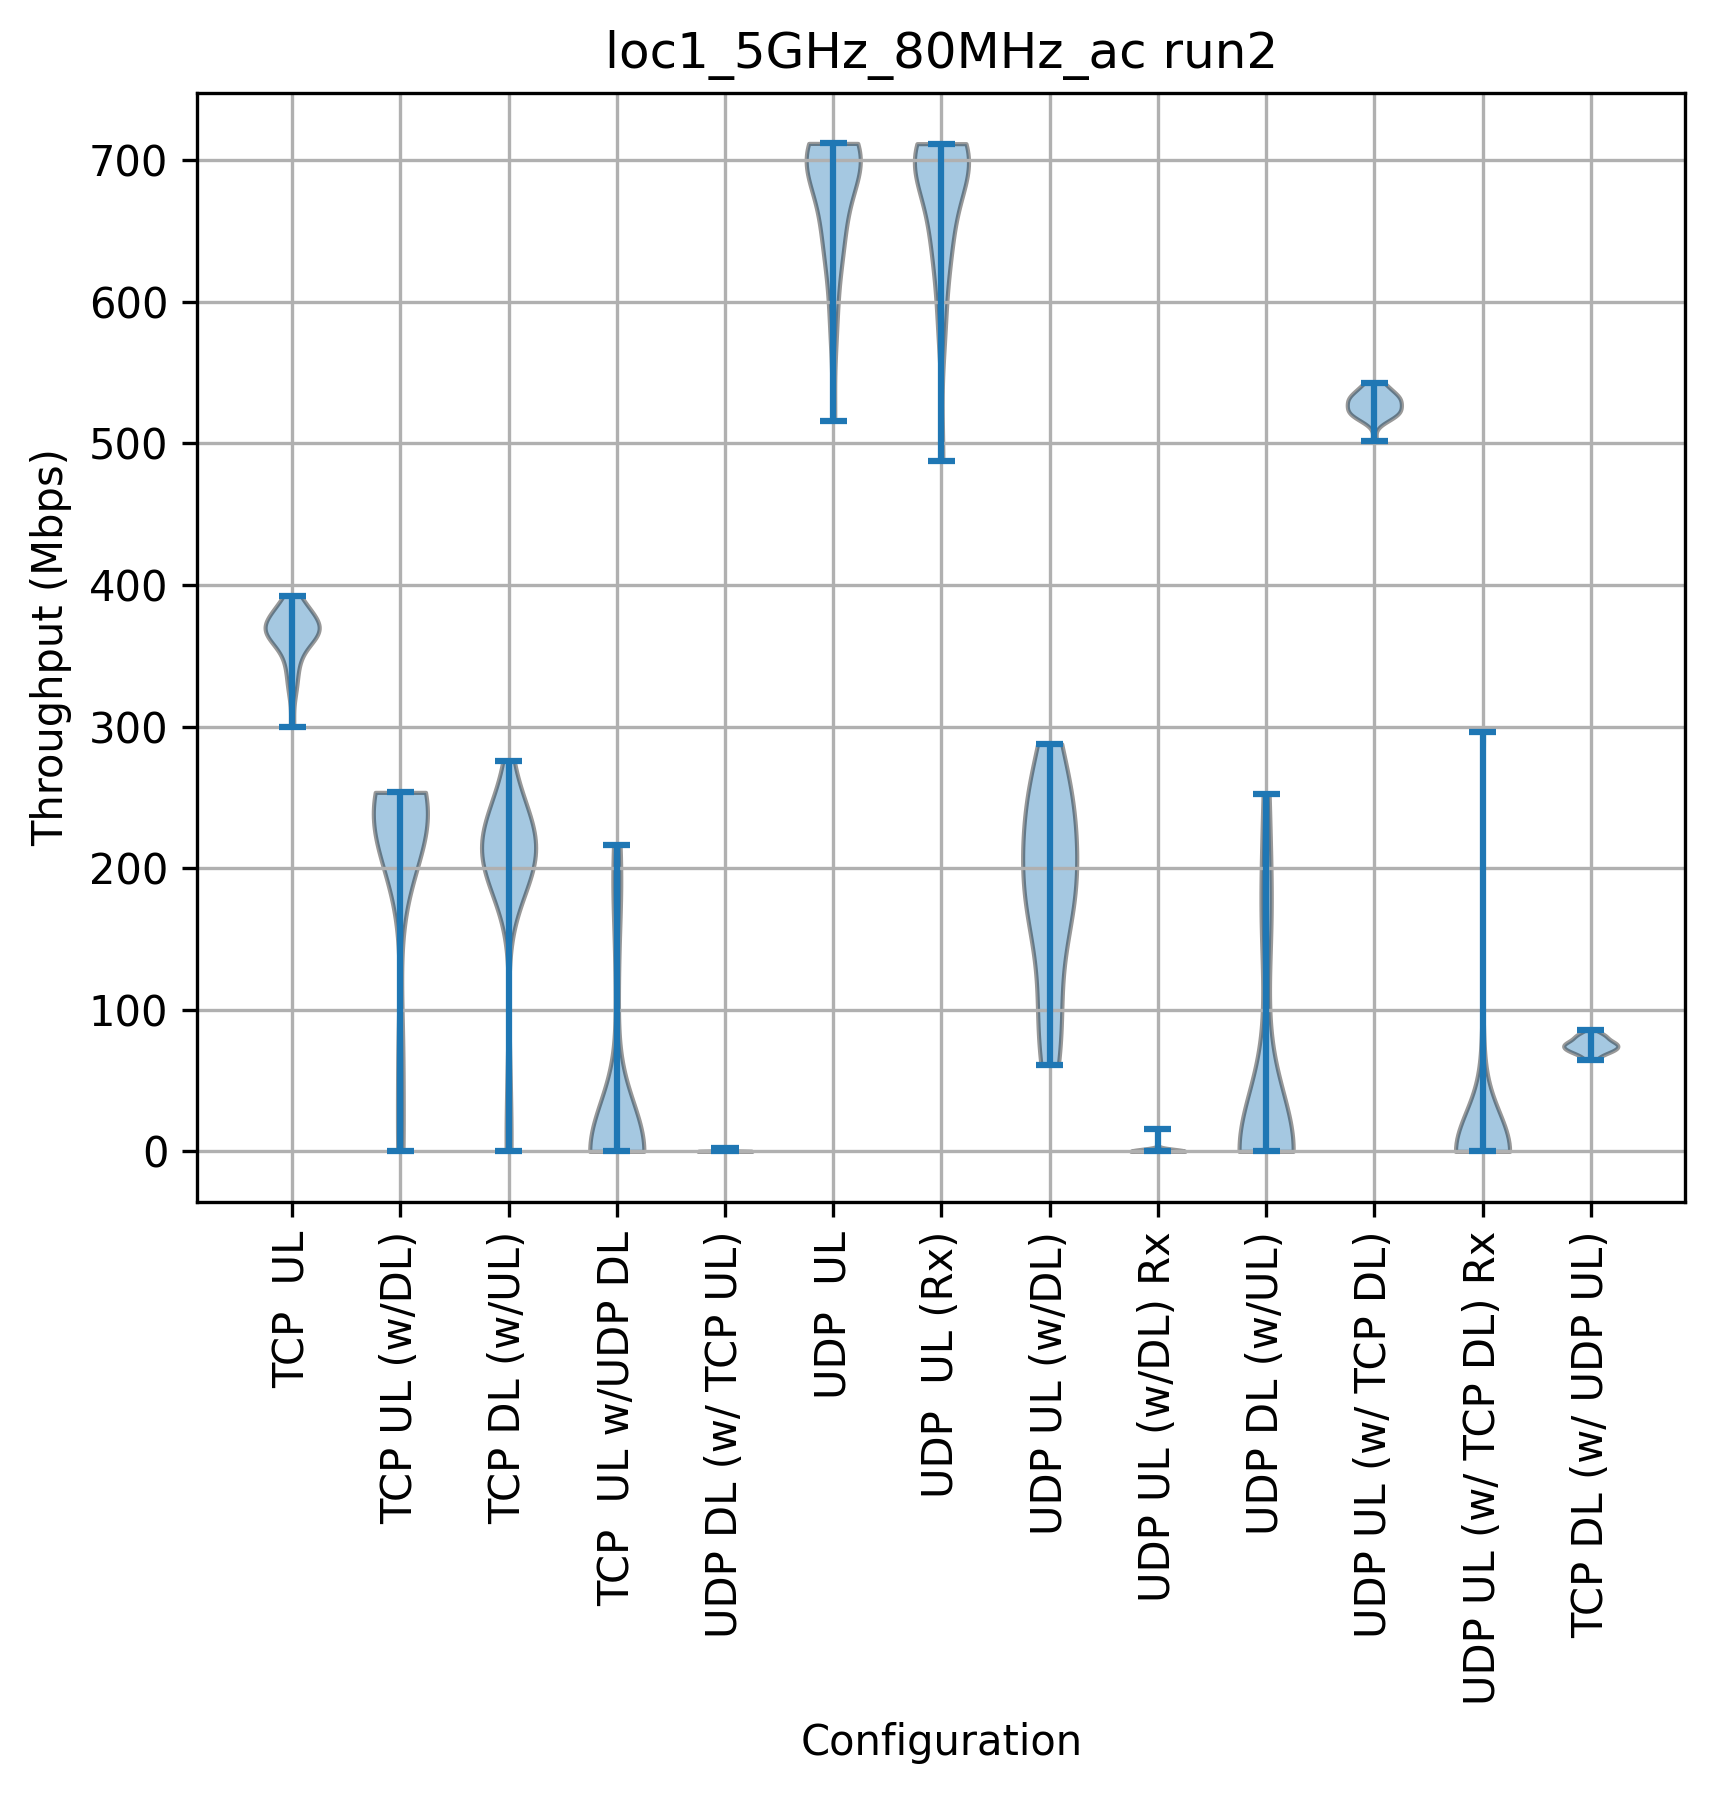 loc1_5GHz_80MHz_ac run2
Throughput (Mbps)
700
600
500
400
300
200
100
0
TCP  UL
TCP UL (w/DL)
TCP DL (w/UL)
TCP  UL w/UDP DL
UDP DL (w/ TCP UL)
UDP  UL
UDP  UL (Rx)
UDP UL (w/DL)
UDP UL (w/DL) Rx
UDP DL (w/UL)
UDP UL (w/ TCP DL)
UDP UL (w/ TCP DL) Rx
TCP DL (w/ UDP UL)
Configuration